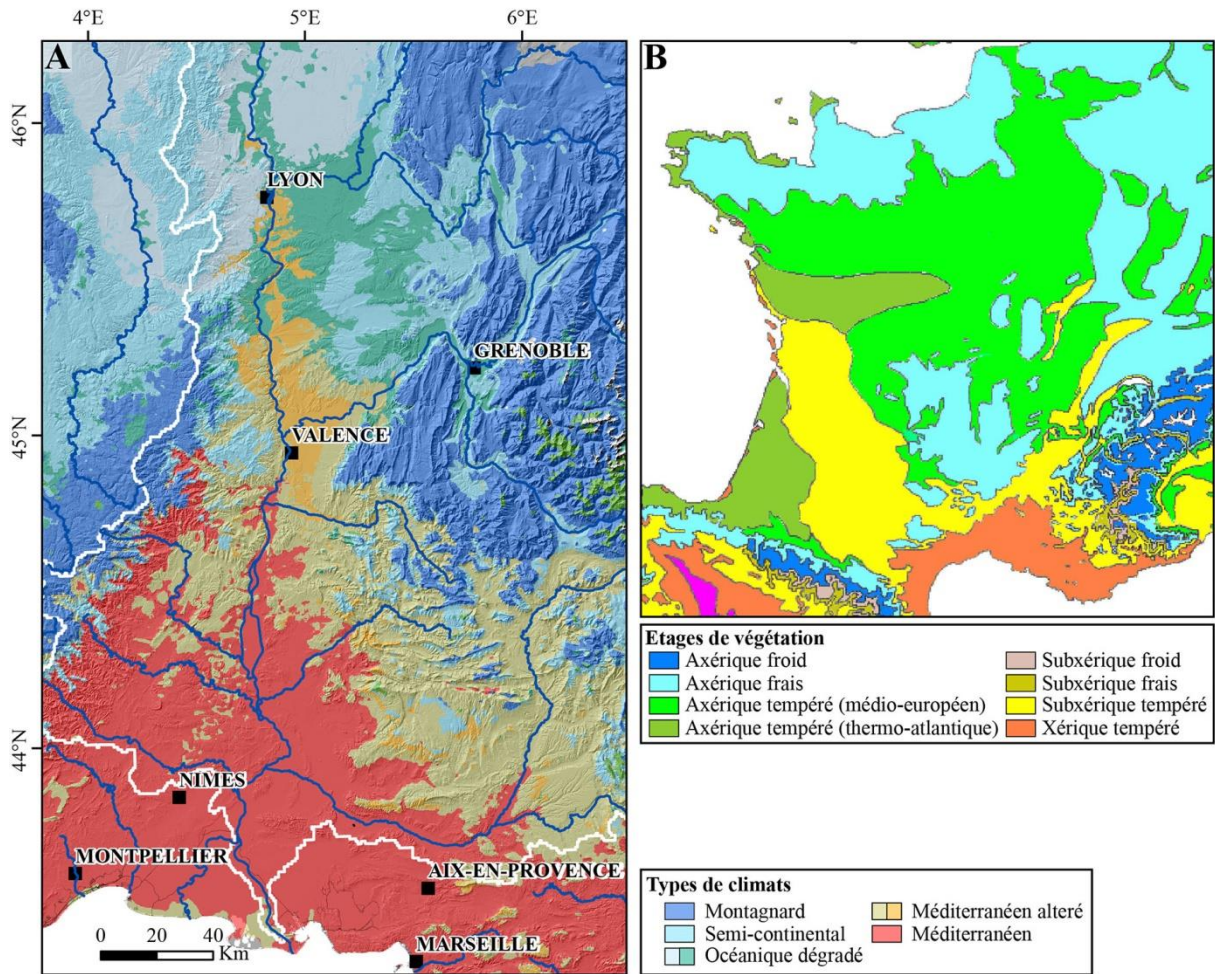 4°E 5°E 6°E
A
B
46°N
45°N
44°N
LYON
GRENOBLE
VALENCE
NIMES
MONTPELLIER
AIX-EN-PROVENCE
MARSEILLE
0 20 40
Km
Etages de végétation
Axérique froid
Axérique frais
Axérique tempéré (médio-européen)
Axérique tempéré (thermo-atlantique)
Subxérique froid
Subxérique frais
Subxérique tempéré
Xérique tempéré
Types de climats
Montagnard
Semi-continental
Océanique dégradé
Méditerranéen alteré
Méditerranéen